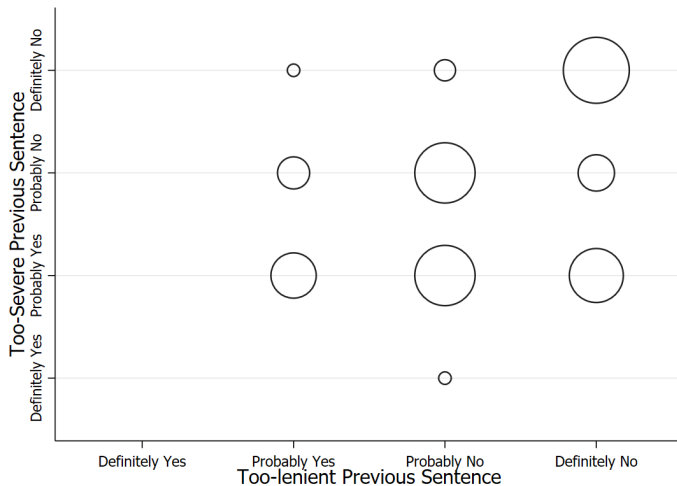 Too-Severe Previous Sentence
Definitely No
Probably No
Probably Yes
Definitely Yes
Definitely Yes
Probably Yes
Probably No
Definitely No
Too-lenient Previous Sentence